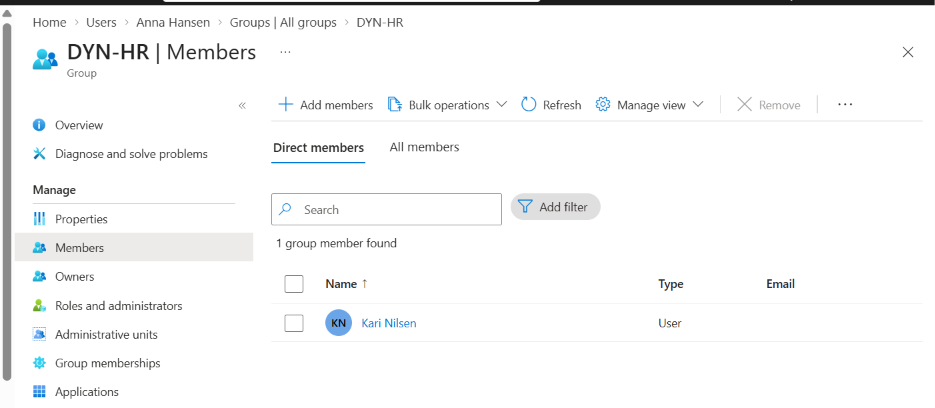 Home > Users > Anna Hansen > Groups | All groups > DYN-HR
DYN-HR | Members ...
Group
«
+ Add members Bulk operations Refresh Manage view Remove ...
Overview
Diagnose and solve problems
Manage
Properties
Members
Owners
Roles and administrators
Administrative units
Group memberships
Applications
Direct members All members
Search Add filter
1 group member found
Name ↑ Type Email
KN Kari Nilsen User